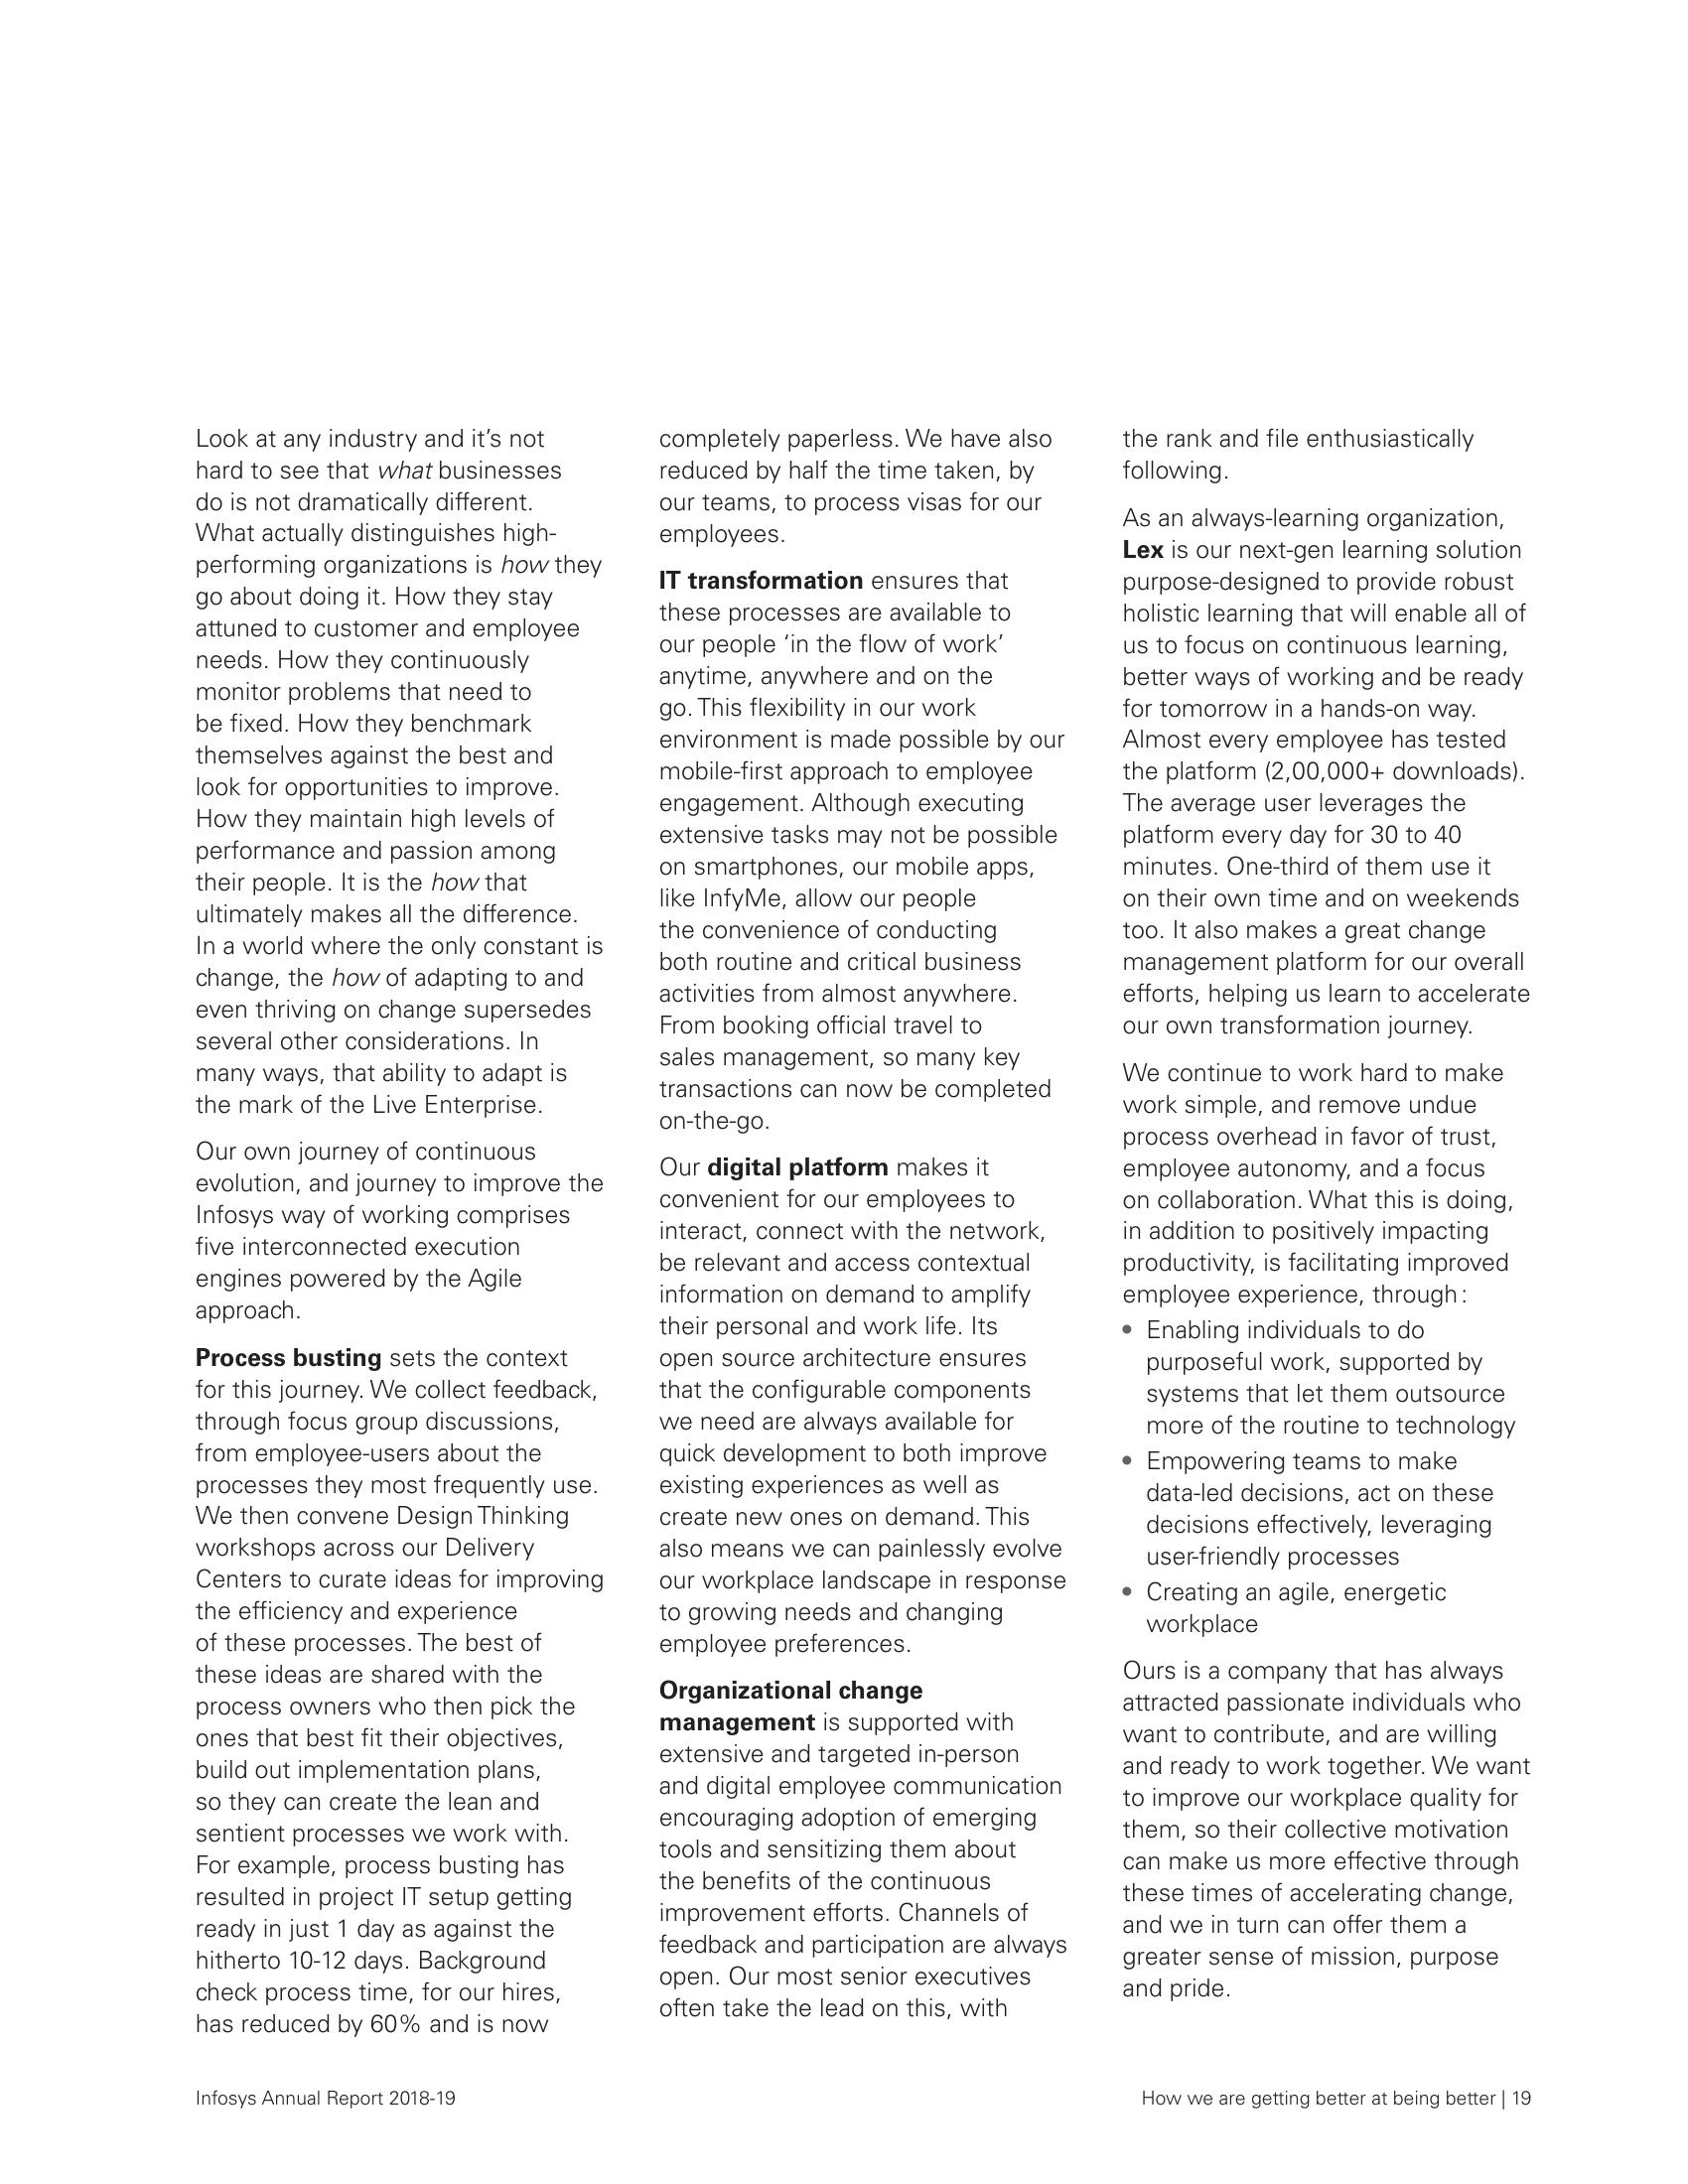 Look at any industry and it’s not
hard to see that what businesses
do is not dramatically different.
What actually distinguishes high-
performing organizations is how they
go about doing it. How they stay
attuned to customer and employee
needs. How they continuously
monitor problems that need to
be fixed. How they benchmark
themselves against the best and
look for opportunities to improve.
How they maintain high levels of
performance and passion among
their people. It is the how that
ultimately makes all the difference.
In a world where the only constant is
change, the how of adapting to and
even thriving on change supersedes
several other considerations. In
many ways, that ability to adapt is
the mark of the Live Enterprise.
Our own journey of continuous
evolution, and journey to improve the
Infosys way of working comprises
five interconnected execution
engines powered by the Agile
approach.
Process busting sets the context
for this journey. We collect feedback,
through focus group discussions,
from employee-users about the
processes they most frequently use.
We then convene Design Thinking
workshops across our Delivery
Centers to curate ideas for improving
the efficiency and experience
of these processes. The best of
these ideas are shared with the
process owners who then pick the
ones that best fit their objectives,
build out implementation plans,
so they can create the lean and
sentient processes we work with.
For example, process busting has
resulted in project IT setup getting
ready in just 1 day as against the
hitherto 10-12 days. Background
check process time, for our hires,
has reduced by 60% and is now
completely paperless. We have also
reduced by half the time taken, by
our teams, to process visas for our
employees.
IT transformation ensures that
these processes are available to
our people ‘in the flow of work’
anytime, anywhere and on the
go. This flexibility in our work
environment is made possible by our
mobile-first approach to employee
engagement. Although executing
extensive tasks may not be possible
on smartphones, our mobile apps,
like InfyMe, allow our people
the convenience of conducting
both routine and critical business
activities from almost anywhere.
From booking official travel to
sales management, so many key
transactions can now be completed
on-the-go.
Our digital platform makes it
convenient for our employees to
interact, connect with the network,
be relevant and access contextual
information on demand to amplify
their personal and work life. Its
open source architecture ensures
that the configurable components
we need are always available for
quick development to both improve
existing experiences as well as
create new ones on demand. This
also means we can painlessly evolve
our workplace landscape in response
to growing needs and changing
employee preferences.
Organizational change
management is supported with
extensive and targeted in-person
and digital employee communication
encouraging adoption of emerging
tools and sensitizing them about
the benefits of the continuous
improvement efforts. Channels of
feedback and participation are always
open. Our most senior executives
often take the lead on this, with
the rank and file enthusiastically
following.
As an always-learning organization,
Lex is our next-gen learning solution
purpose-designed to provide robust
holistic learning that will enable all of
us to focus on continuous learning,
better ways of working and be ready
for tomorrow in a hands-on way.
Almost every employee has tested
the platform (2,00,000+ downloads).
The average user leverages the
platform every day for 30 to 40
minutes. One-third of them use it
on their own time and on weekends
too. It also makes a great change
management platform for our overall
efforts, helping us learn to accelerate
our own transformation journey.
We continue to work hard to make
work simple, and remove undue
process overhead in favor of trust,
employee autonomy, and a focus
on collaboration. What this is doing,
in addition to positively impacting
productivity, is facilitating improved
employee experience, through :
• Enabling individuals to do
purposeful work, supported by
systems that let them outsource
more of the routine to technology
• Empowering teams to make
data-led decisions, act on these
decisions effectively, leveraging
user-friendly processes
• Creating an agile, energetic
workplace
Ours is a company that has always
attracted passionate individuals who
want to contribute, and are willing
and ready to work together. We want
to improve our workplace quality for
them, so their collective motivation
can make us more effective through
these times of accelerating change,
and we in turn can offer them a
greater sense of mission, purpose
and pride.
Infosys Annual Report 2018-19
How we are getting better at being better | 19